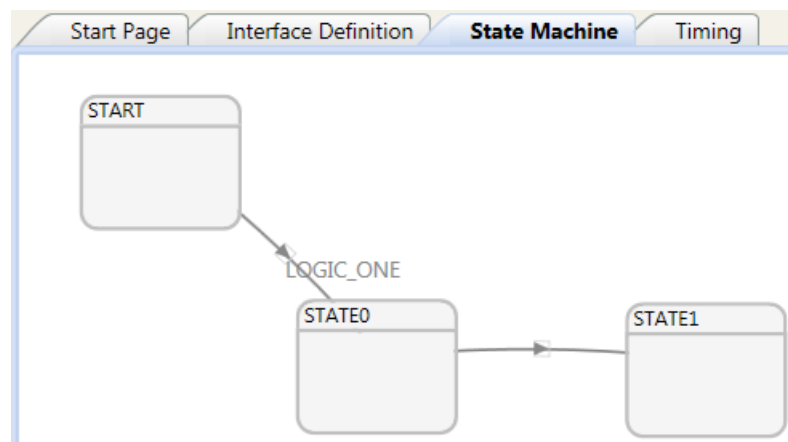 Start Page Interface Definition State Machine Timing
START
LOGIC_ONE
STATE0
STATE1